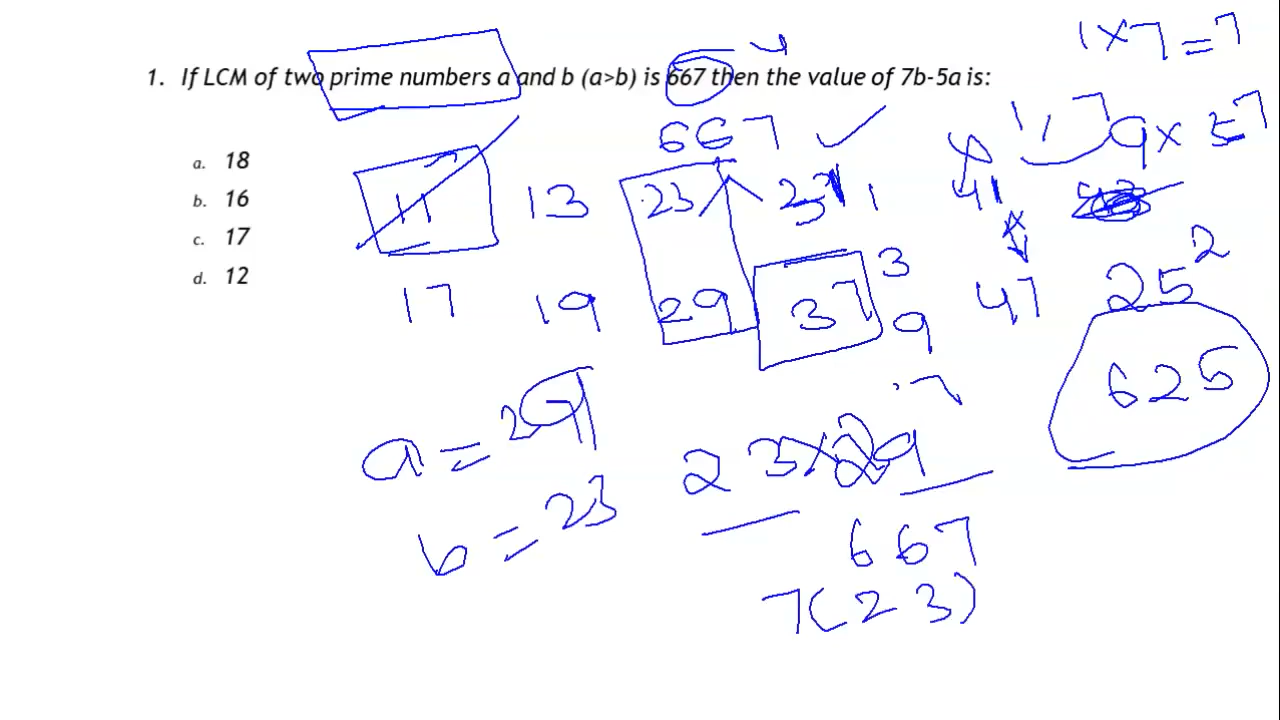 1. If LCM of two prime numbers a and b (a>b) is 667 then the value of 7b-5a is:
a. 18
b. 16
c. 17
d. 12
1 x 7 = 7
667
9 x 7
11 13 23 41
17 19 29 37 3 9 47
25²
625
a = 29
b = 23
23 x 29
667
7(23)